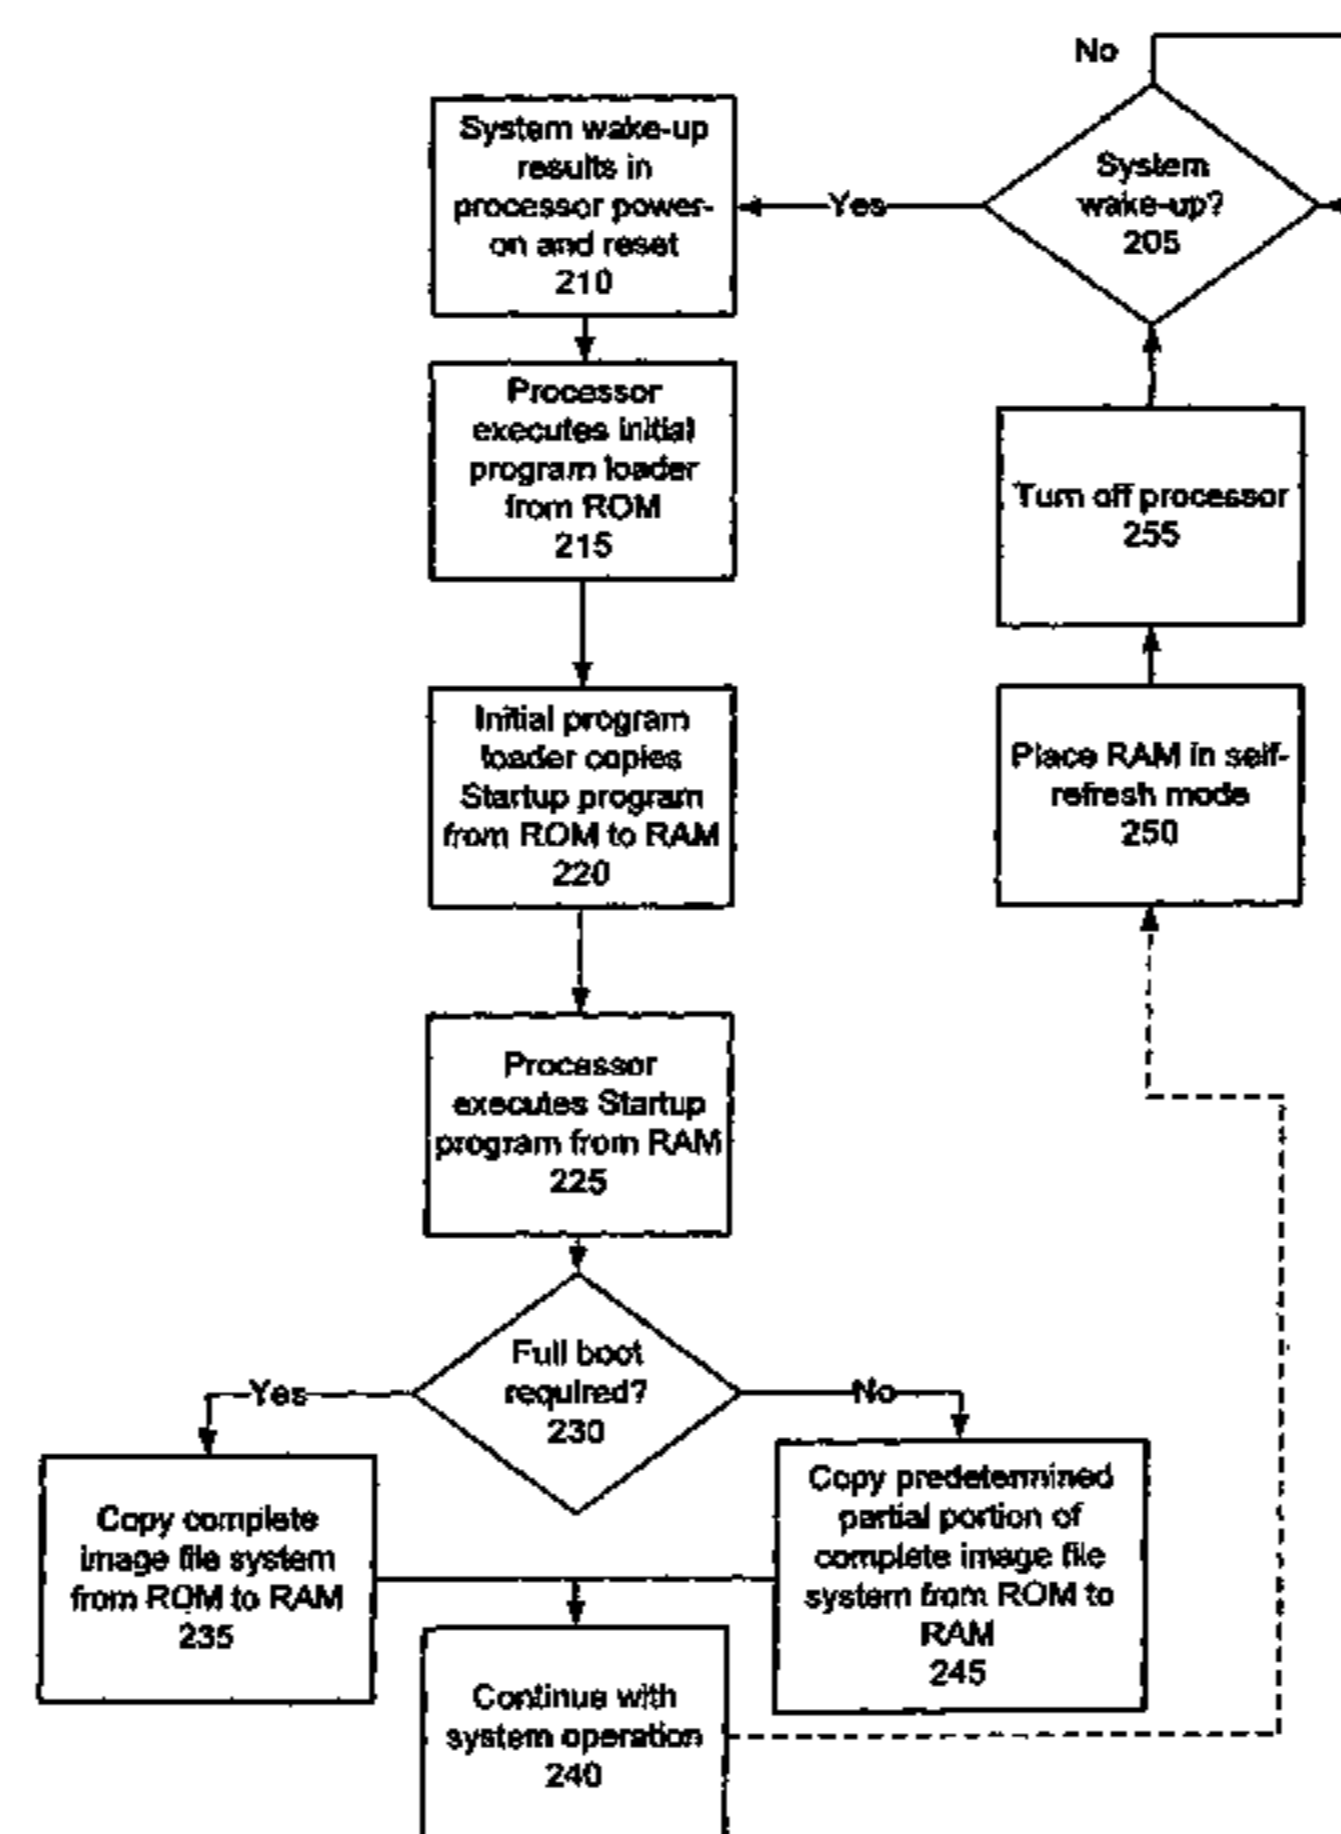 No
System
wake-up?
205
Yes
System wake-up
results in
processor power-
on and reset
210
Processor
executes initial
program loader
from ROM
215
Initial program
loader copies
Startup program
from ROM to RAM
220
Processor
executes Startup
program from RAM
225
Full boot
required?
230
Yes
No
Copy complete
image file system
from ROM to RAM
235
Copy predetermined
partial portion of
complete image file
system from ROM to
RAM
245
Continue with
system operation
240
Place RAM in self-
refresh mode
250
Turn off processor
255